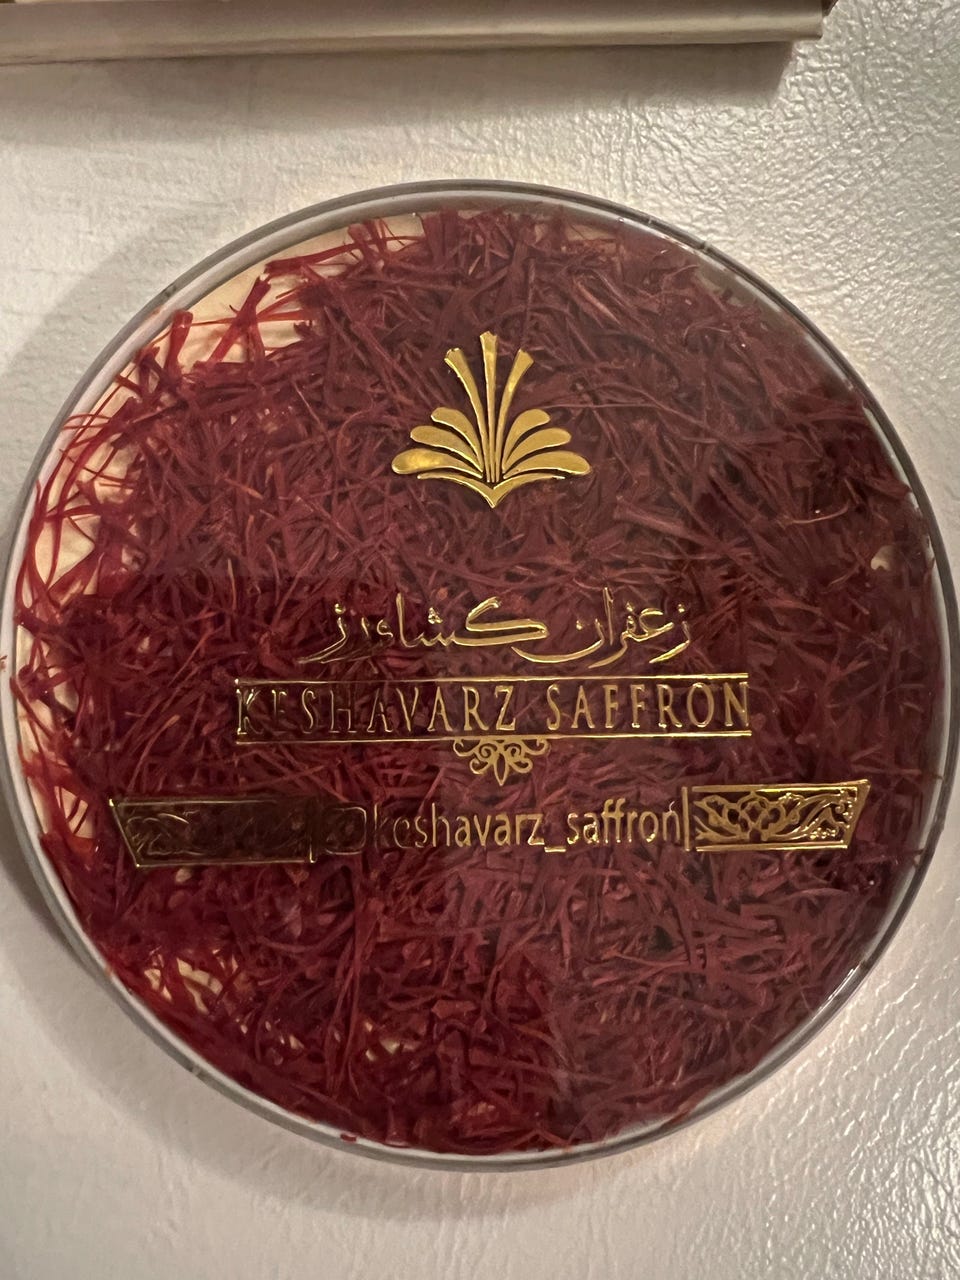 زعفران کشاورز
KESHAVARZ SAFFRON
keshavarz_saffron